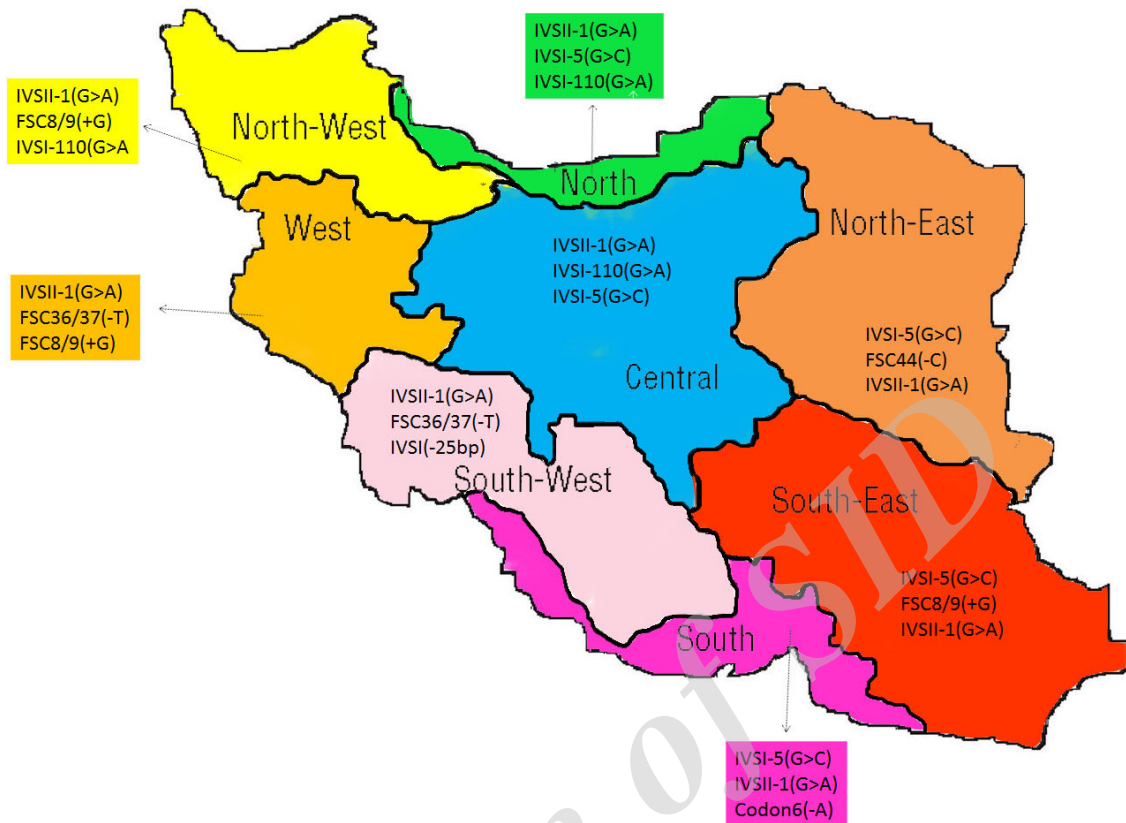 IVSII-1(G>A)
IVSI-5(G>C)
IVSI-110(G>A)
IVSII-1(G>A)
FSC8/9(+G)
IVSI-110(G>A
North-West
North
West
North-East
IVSII-1(G>A)
IVSI-110(G>A)
IVSI-5(G>C)
IVSII-1(G>A)
FSC36/37(-T)
FSC8/9(+G)
IVSI-5(G>C)
FSC44(-C)
IVSII-1(G>A)
Central
IVSII-1(G>A)
FSC36/37(-T)
IVSI(-25bp)
South-West
South-East
IVSI-5(G>C)
FSC8/9(+G)
IVSII-1(G>A)
South
IVSI-5(G>C)
IVSII-1(G>A)
Codon6(-A)
of SID